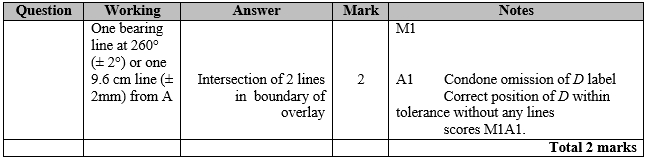 Question Working Answer Mark Notes
One bearing
line at 260°
(± 2°) or one
9.6 cm line (±
2mm) from A
Intersection of 2 lines
in boundary of
overlay
2
M1
A1 Condone omission of D label
Correct position of D within
tolerance without any lines
scores M1A1.
Total 2 marks